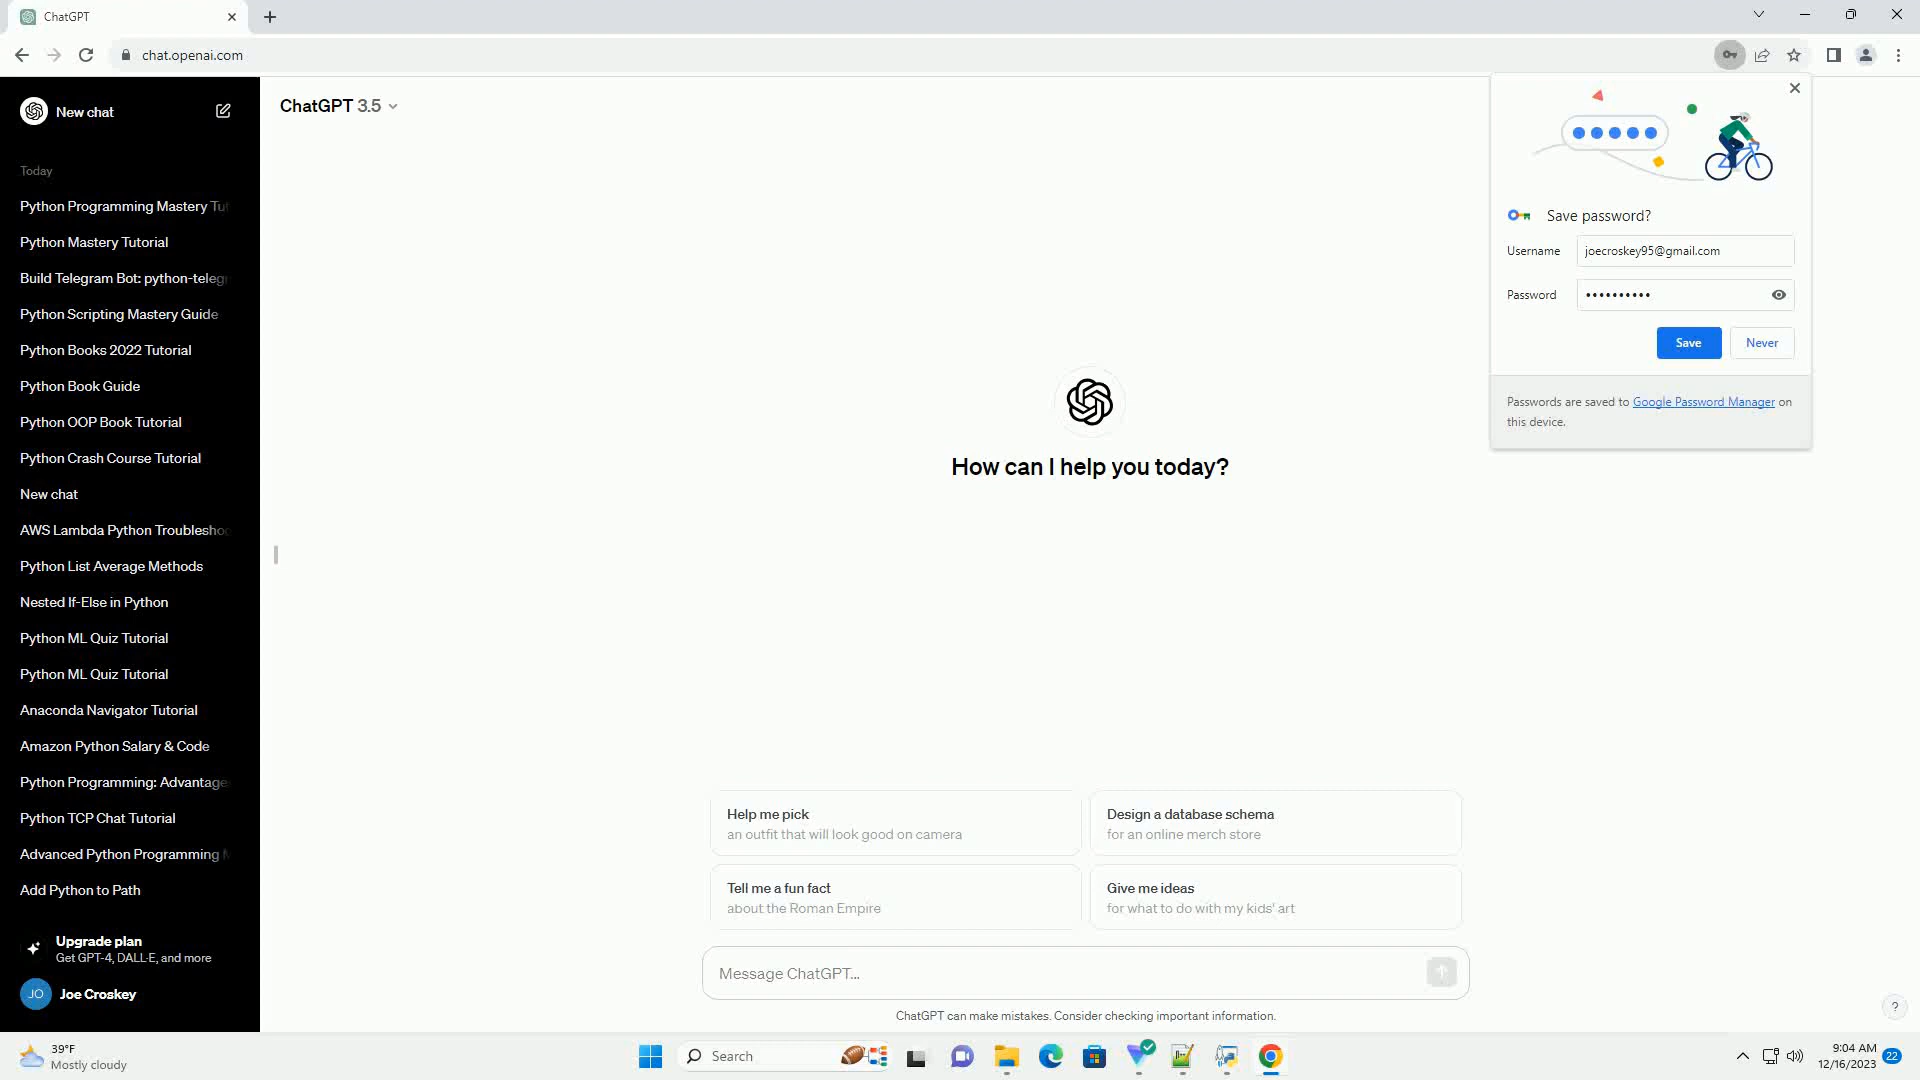 ChatGPT
chat.openai.com
New chat
Today
Python Programming Mastery Tut
Python Mastery Tutorial
Build Telegram Bot: python-telegr
Python Scripting Mastery Guide
Python Books 2022 Tutorial
Python Book Guide
Python OOP Book Tutorial
Python Crash Course Tutorial
New chat
AWS Lambda Python Troubleshoo
Python List Average Methods
Nested If-Else in Python
Python ML Quiz Tutorial
Python ML Quiz Tutorial
Anaconda Navigator Tutorial
Amazon Python Salary & Code
Python Programming: Advantage
Python TCP Chat Tutorial
Advanced Python Programming
Add Python to Path
Upgrade plan
Get GPT-4, DALL·E, and more
JO Joe Croskey
ChatGPT 3.5
Save password?
Username joecroskey95@gmail.com
Password ••••••••••
Save Never
Passwords are saved to Google Password Manager on
this device.
How can I help you today?
Help me pick
an outfit that will look good on camera
Design a database schema
for an online merch store
Tell me a fun fact
about the Roman Empire
Give me ideas
for what to do with my kids' art
Message ChatGPT...
ChatGPT can make mistakes. Consider checking important information.
?
39°F
Mostly cloudy
Search
9:04 AM
12/16/2023
22